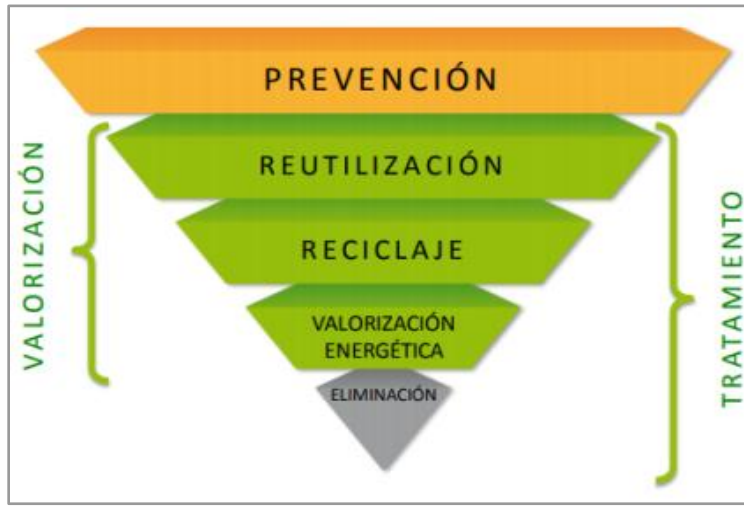 PREVENCIÓN
REUTILIZACIÓN
RECICLAJE
VALORIZACIÓN
ENERGÉTICA
ELIMINACIÓN
VALORIZACIÓN
TRATAMIENTO